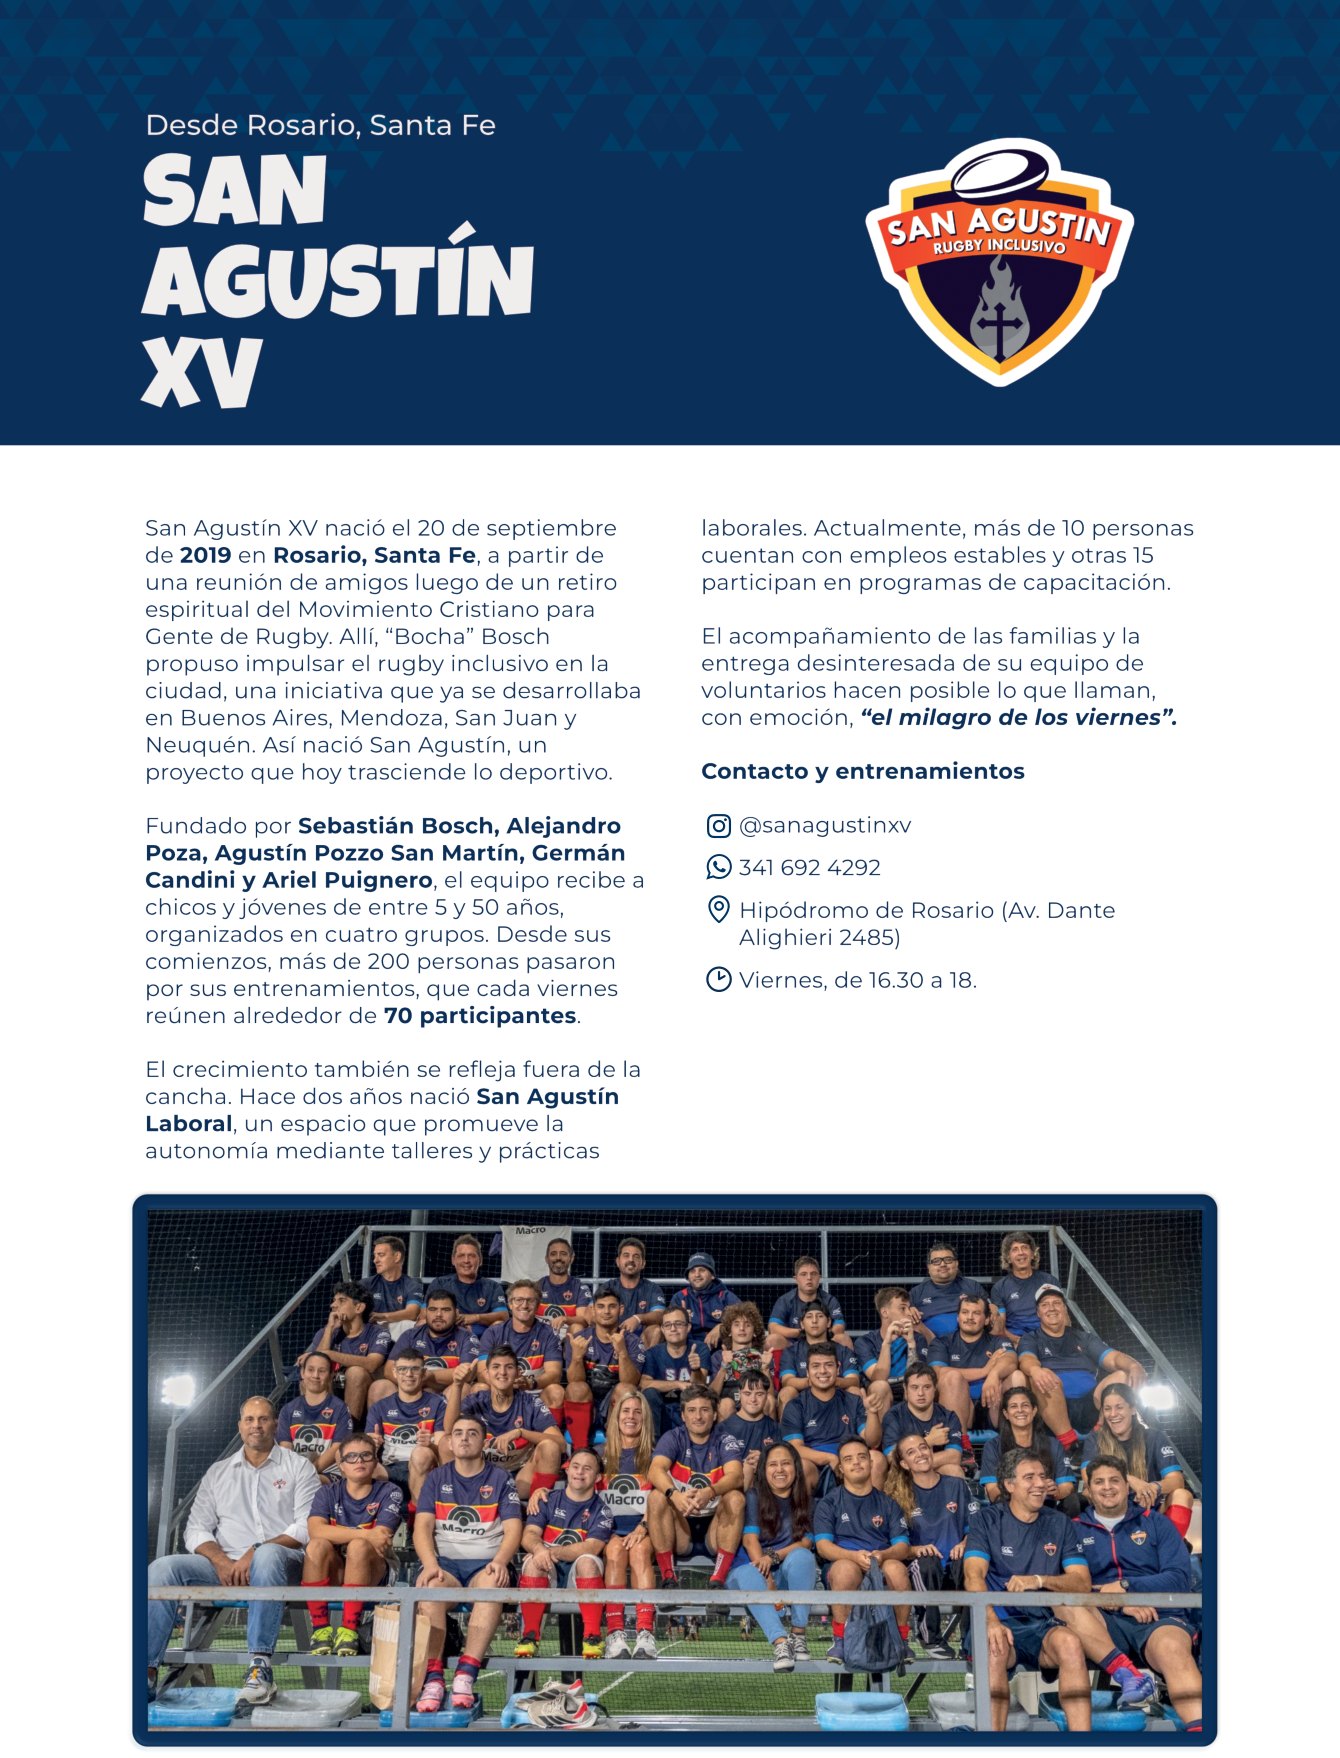 Desde Rosario, Santa Fe
SAN
AGUSTÍN
XV
SAN AGUSTIN
RUGBY INCLUSIVO
San Agustín XV nació el 20 de septiembre
de 2019 en Rosario, Santa Fe, a partir de
una reunión de amigos luego de un retiro
espiritual del Movimiento Cristiano para
Gente de Rugby. Allí, “Bocha” Bosch
propuso impulsar el rugby inclusivo en la
ciudad, una iniciativa que ya se desarrollaba
en Buenos Aires, Mendoza, San Juan y
Neuquén. Así nació San Agustín, un
proyecto que hoy trasciende lo deportivo.
Fundado por Sebastián Bosch, Alejandro
Poza, Agustín Pozzo San Martín, Germán
Candini y Ariel Puignero, el equipo recibe a
chicos y jóvenes de entre 5 y 50 años,
organizados en cuatro grupos. Desde sus
comienzos, más de 200 personas pasaron
por sus entrenamientos, que cada viernes
reúnen alrededor de 70 participantes.
El crecimiento también se refleja fuera de la
cancha. Hace dos años nació San Agustín
Laboral, un espacio que promueve la
autonomía mediante talleres y prácticas
laborales. Actualmente, más de 10 personas
cuentan con empleos estables y otras 15
participan en programas de capacitación.
El acompañamiento de las familias y la
entrega desinteresada de su equipo de
voluntarios hacen posible lo que llaman,
con emoción, “el milagro de los viernes”.
Contacto y entrenamientos
@sanagustinxv
341 692 4292
Hipódromo de Rosario (Av. Dante
Alighieri 2485)
Viernes, de 16.30 a 18.
Macro
Macro
Macro
Macro
Macro